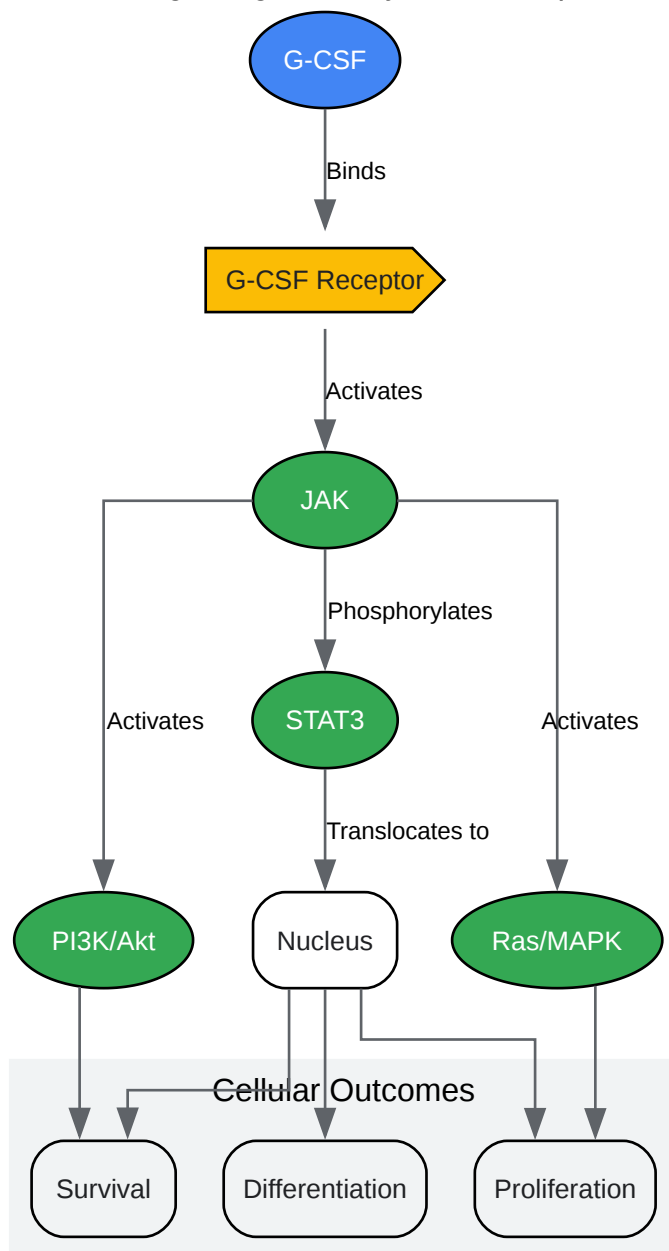 G-CSF
Binds
G-CSF Receptor
Activates
JAK
Phosphorylates
STAT3
Activates
Activates
Translocates to
PI3K/Akt
Nucleus
Ras/MAPK
Cellular Outcomes
Survival
Differentiation
Proliferation